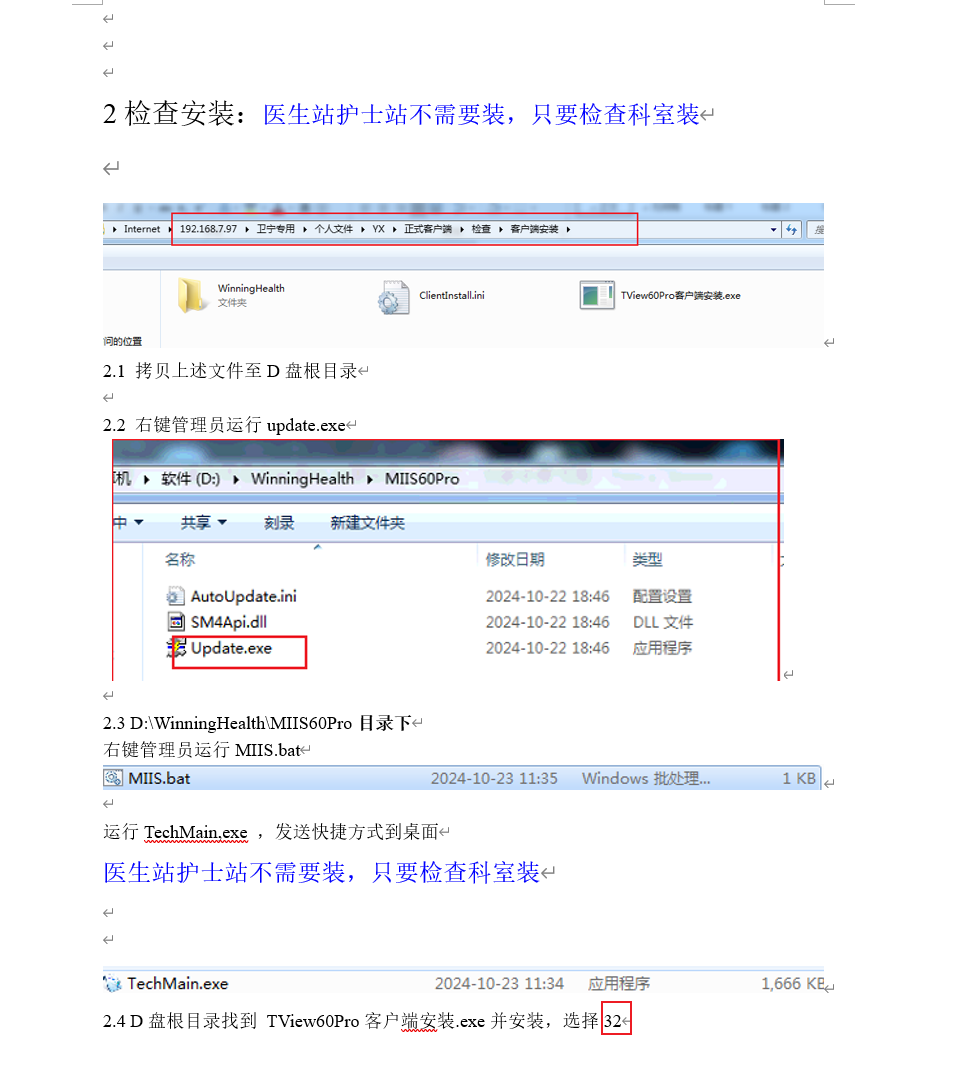 2 检查安装：医生站护士站不需要装，只要检查科室装
Internet 192.168.7.97 卫宁专用 个人文件 YX 正式客户端 检查 客户端安装
WinningHealth
文件夹
ClientInstall.ini
TView60Pro客户端安装.exe
问的位置
2.1 拷贝上述文件至 D 盘根目录
2.2 右键管理员运行 update.exe
机 软件 (D:) WinningHealth MIIS60Pro
中 共享 刻录 新建文件夹
名称 修改日期 类型
AutoUpdate.ini 2024-10-22 18:46 配置设置
SM4Api.dll 2024-10-22 18:46 DLL 文件
Update.exe 2024-10-22 18:46 应用程序
2.3 D:\WinningHealth\MIIS60Pro 目录下
右键管理员运行 MIIS.bat
MIIS.bat 2024-10-23 11:35 Windows 批处理... 1 KB
运行 TechMain,exe ，发送快捷方式到桌面
医生站护士站不需要装，只要检查科室装
TechMain.exe 2024-10-23 11:34 应用程序 1,666 KB
2.4 D 盘根目录找到 TView60Pro 客户端安装.exe 并安装，选择 32